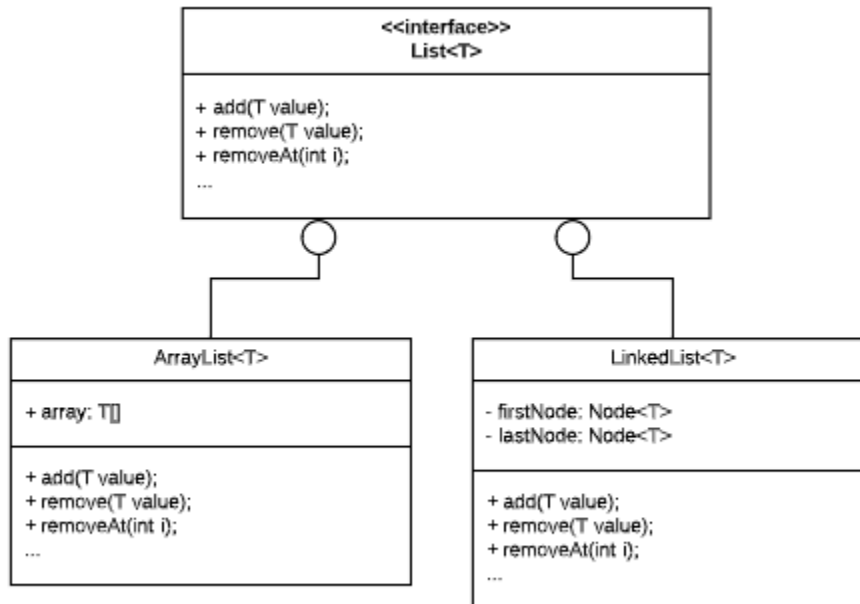 <<interface>>
List<T>
+ add(T value);
+ remove(T value);
+ removeAt(int i);
...
ArrayList<T>
+ array: T[]
+ add(T value);
+ remove(T value);
+ removeAt(int i);
...
LinkedList<T>
- firstNode: Node<T>
- lastNode: Node<T>
+ add(T value);
+ remove(T value);
+ removeAt(int i);
...